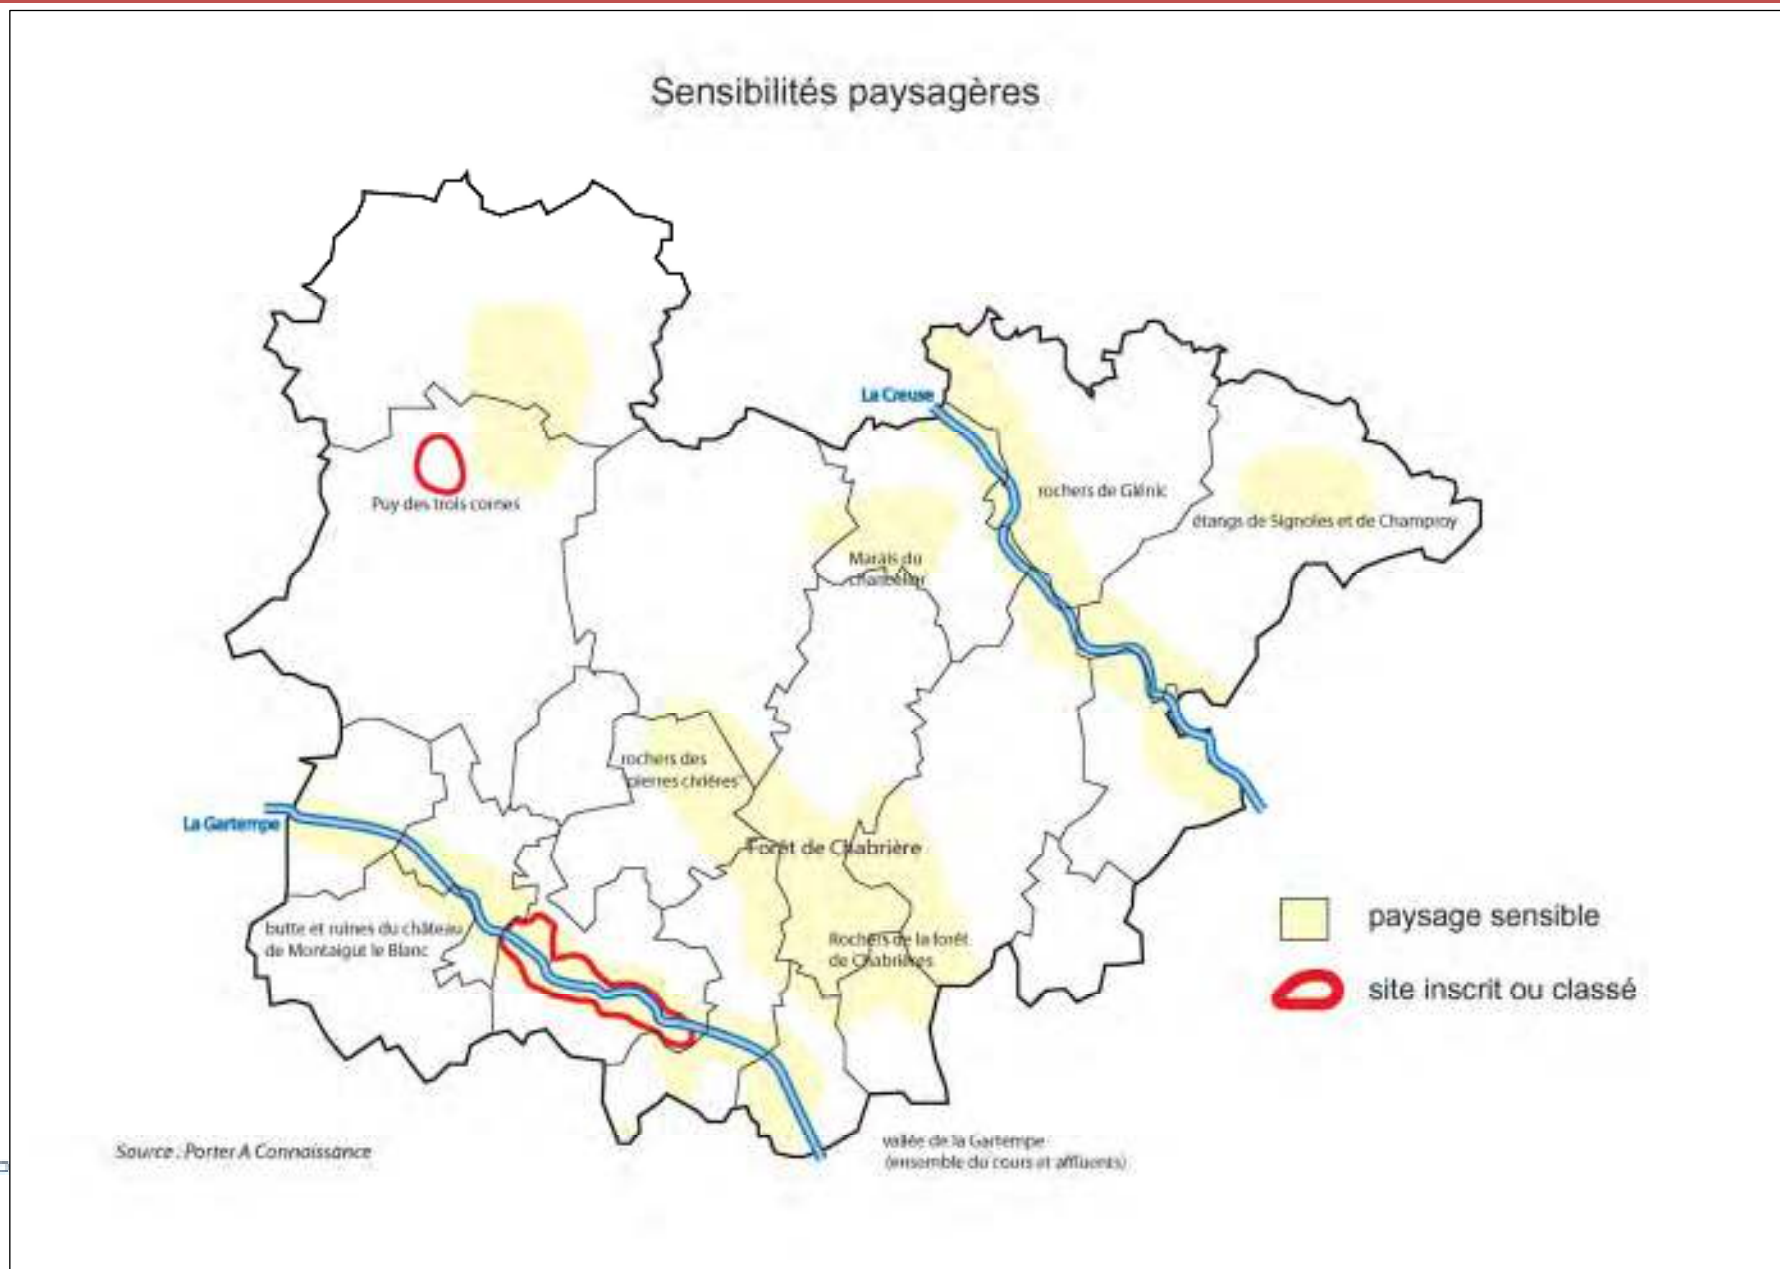 Sensibilités paysagères
La Creuse
rochers de Glénic
Puy des trois cornes
étangs de Signoles et de Champroy
Marais du
rochers des
pierres
La Gartempe
Forêt de Chabrière
butte et ruines du château
de Montaigut le Blanc
Rochers de la forêt
de Chabrières
paysage sensible
site inscrit ou classé
Source : Porter A Connaissance
vallée de la Gartempe
(ensemble du cours et affluents)